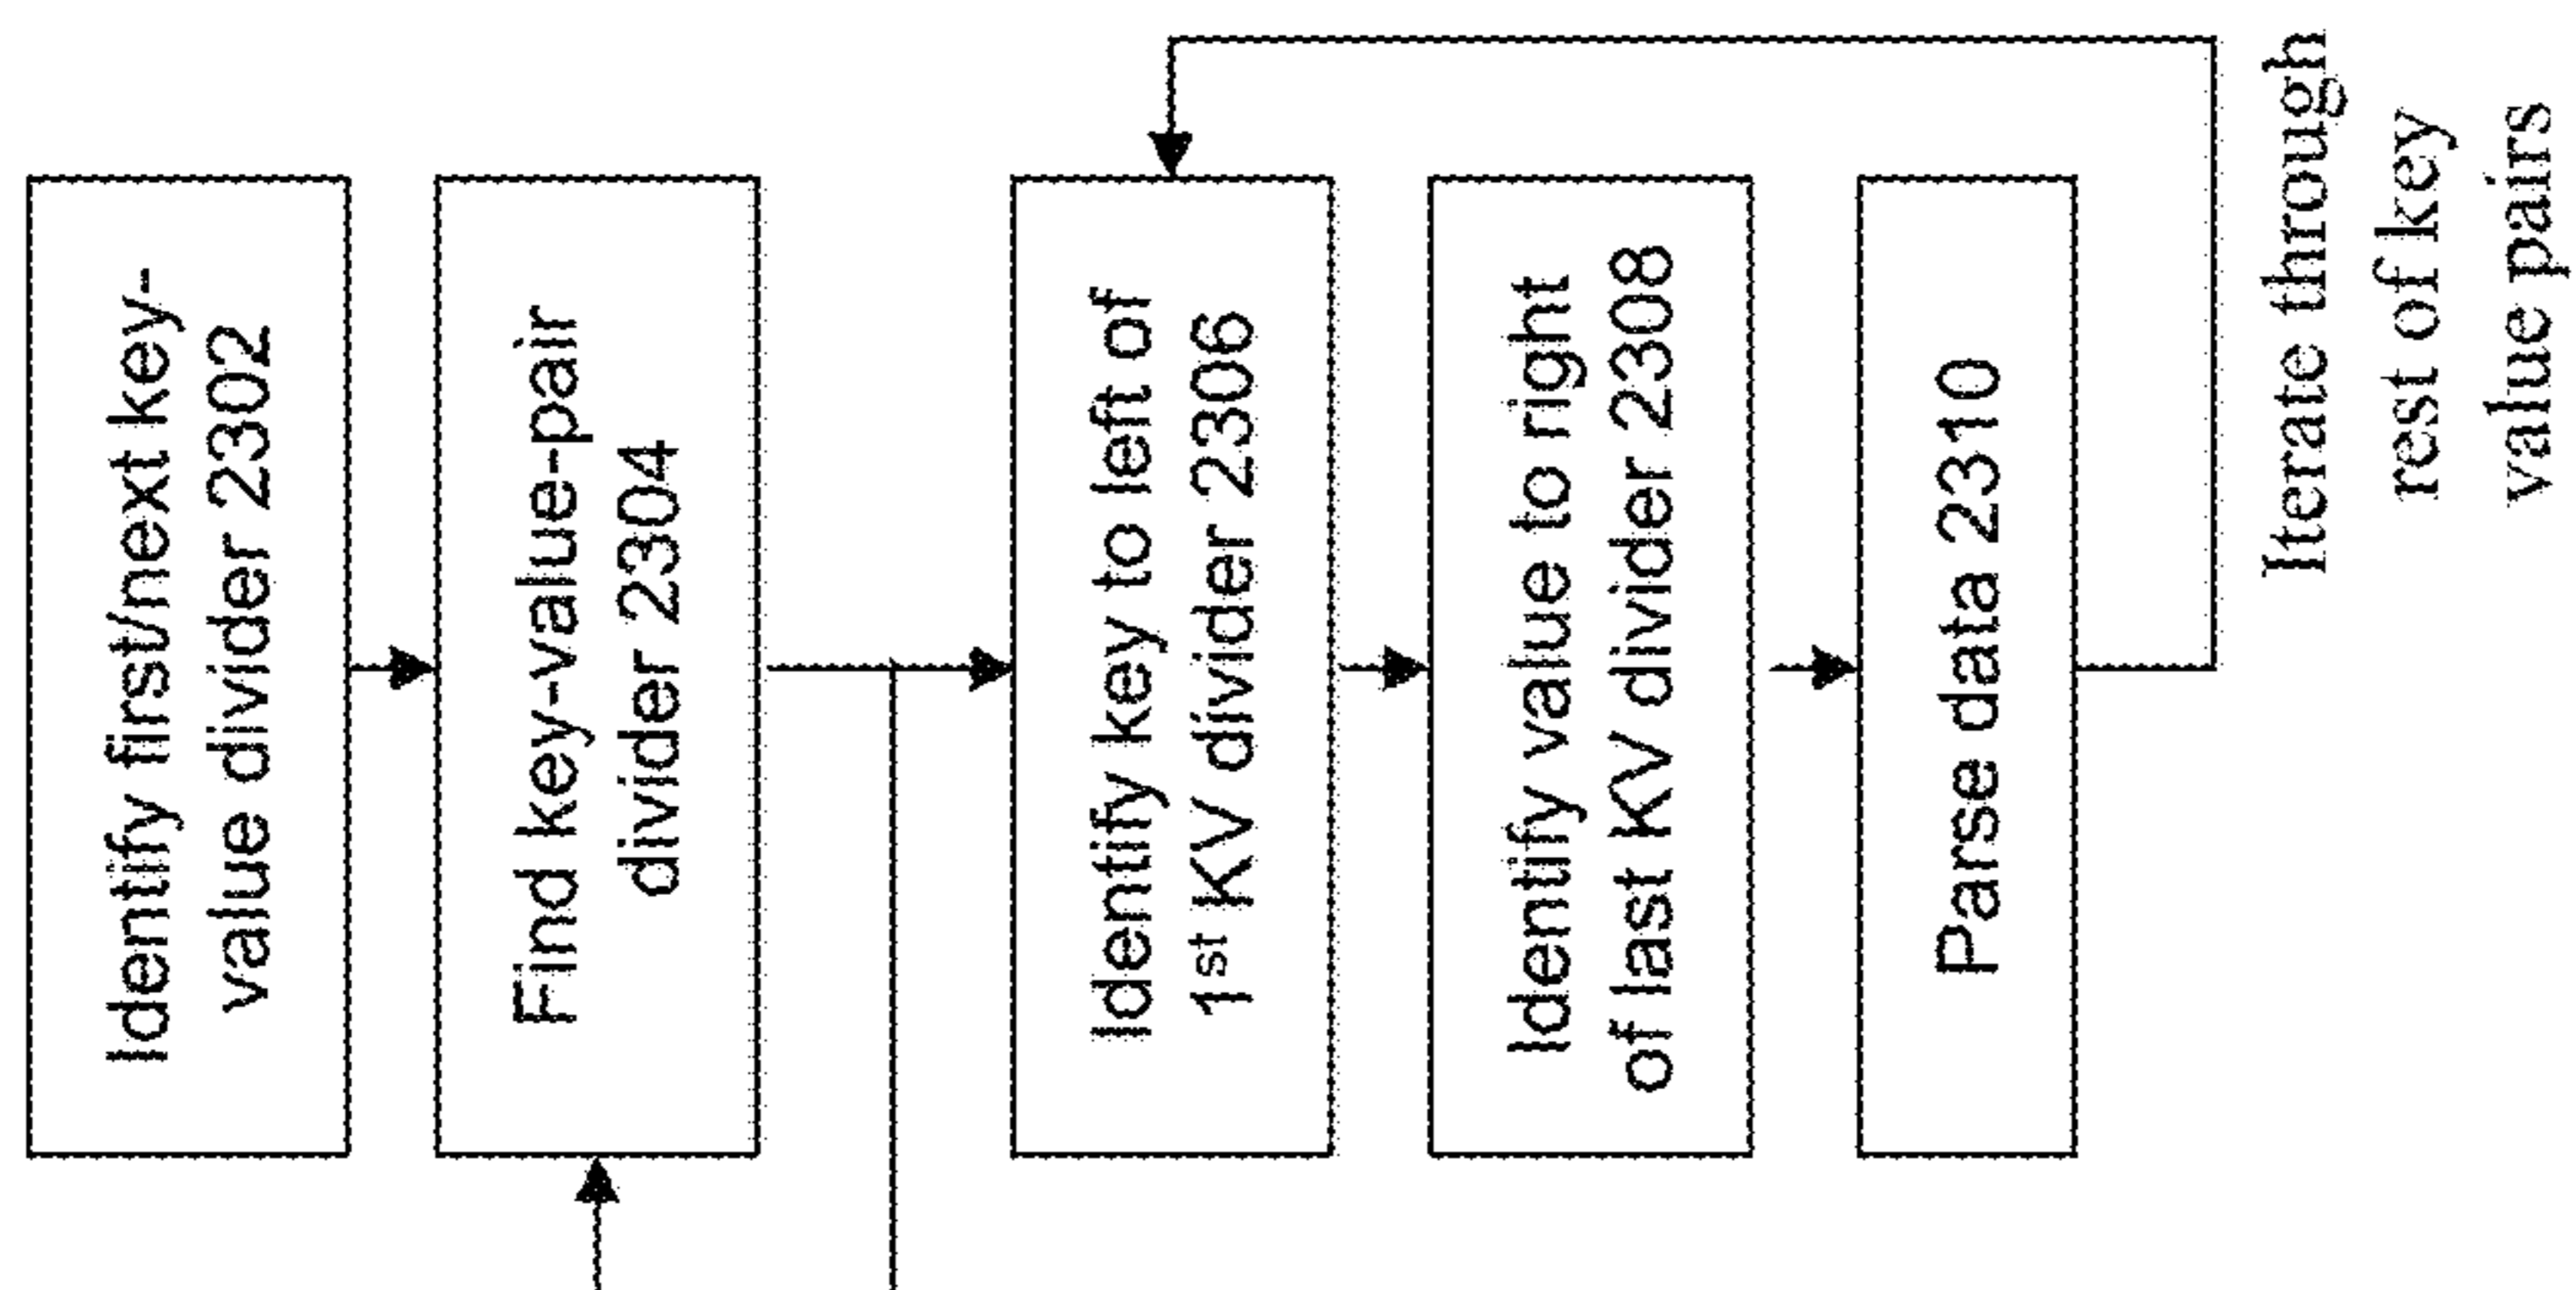 Identify first/next key-
value divider 2302
Find key-value-pair
divider 2304
Identify key to left of
1st KV divider 2306
Identify value to right
of last KV divider 2308
Parse data 2310
Iterate through
rest of key
value pairs